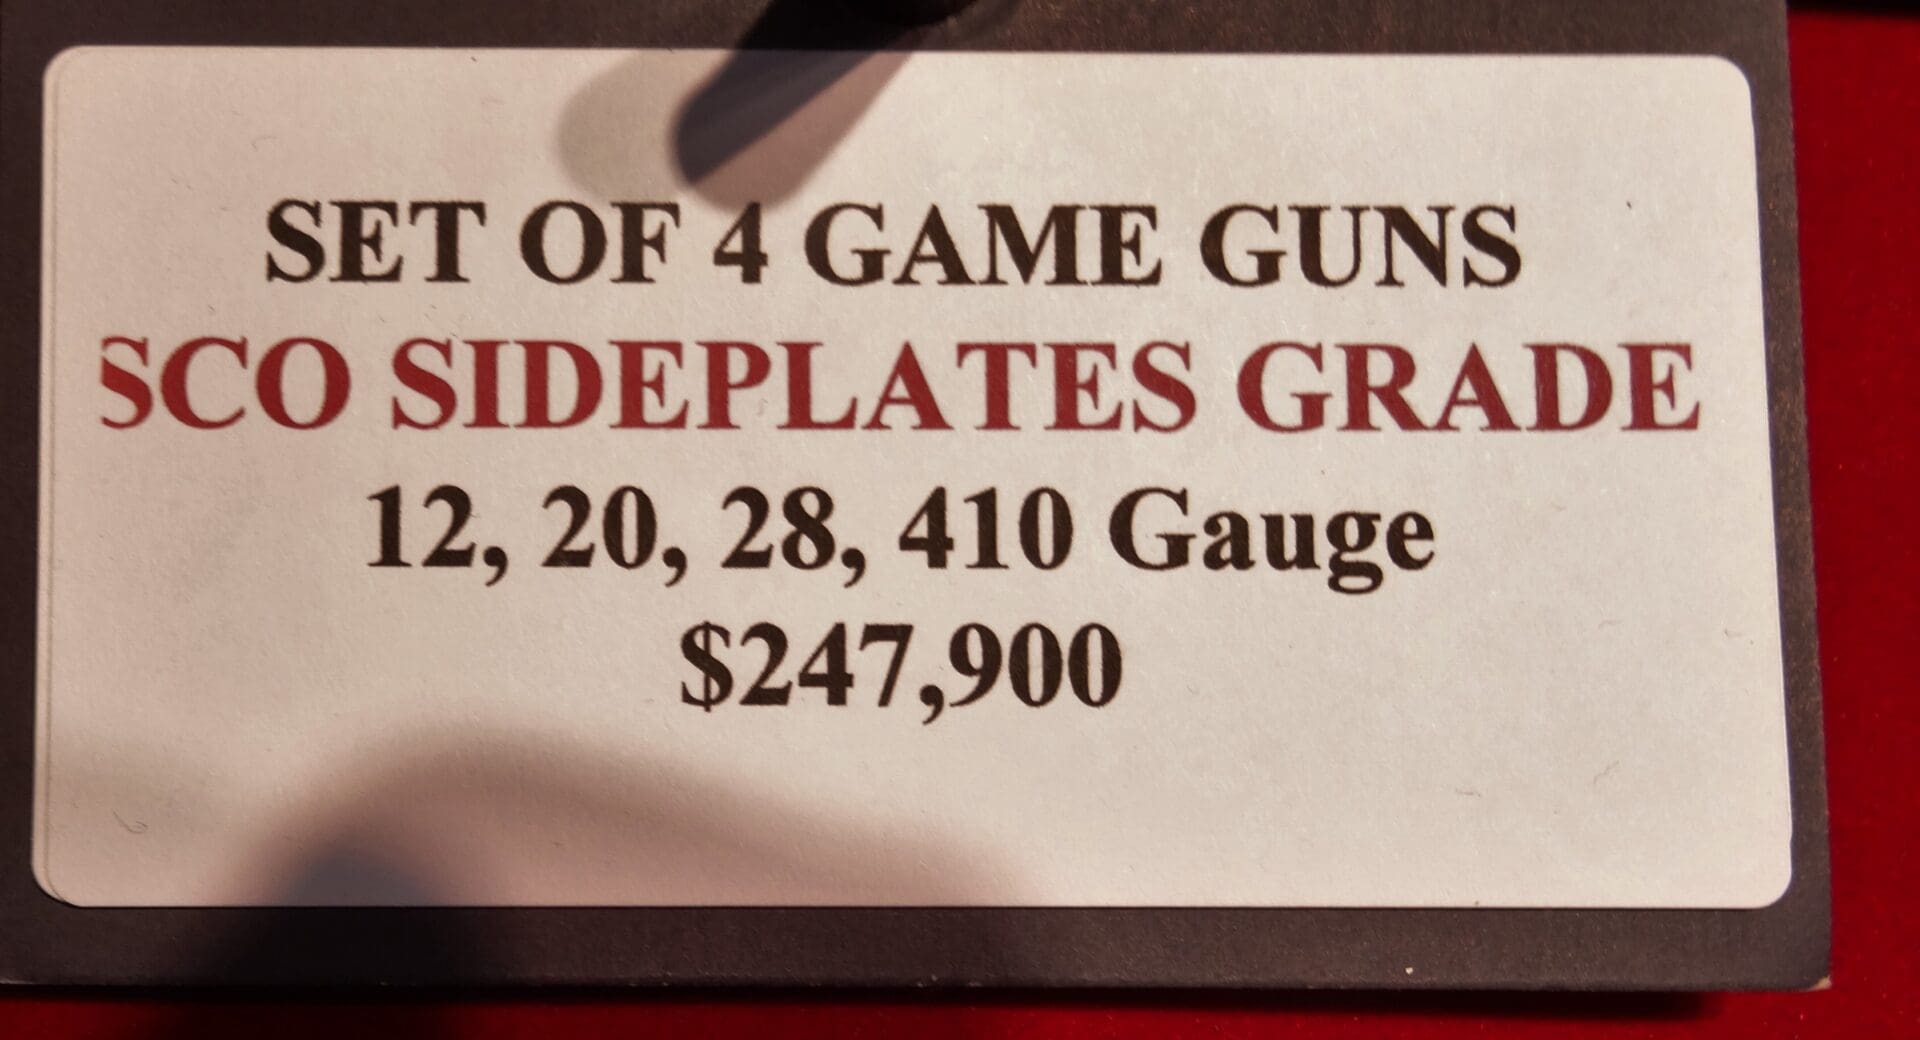 SET OF 4 GAME GUNS
SCO SIDEPLATES GRADE
12, 20, 28, 410 Gauge
$247,900